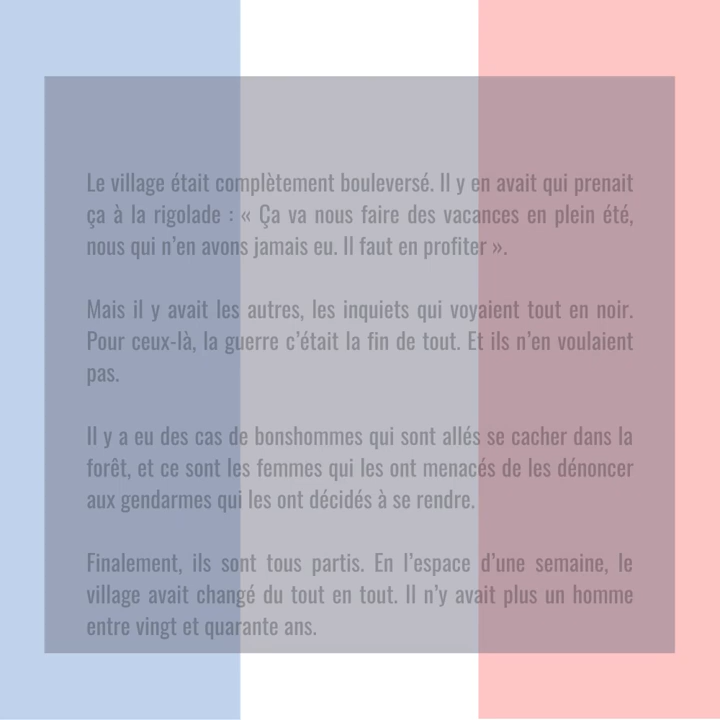 Le village était complètement bouleversé. Il y en avait qui prenait
ça à la rigolade : « Ça va nous faire des vacances en plein été,
nous qui n'en avons jamais eu. Il faut en profiter ».
Mais il y avait les autres, les inquiets qui voyaient tout en noir.
Pour ceux-là, la guerre c'était la fin de tout. Et ils n'en voulaient
pas.
Il y a eu des cas de bonshommes qui sont allés se cacher dans la
forêt, et ce sont les femmes qui les ont menacés de les dénoncer
aux gendarmes qui les ont décidés à se rendre.
Finalement, ils sont tous partis. En l'espace d'une semaine, le
village avait changé du tout en tout. Il n'y avait plus un homme
entre vingt et quarante ans.